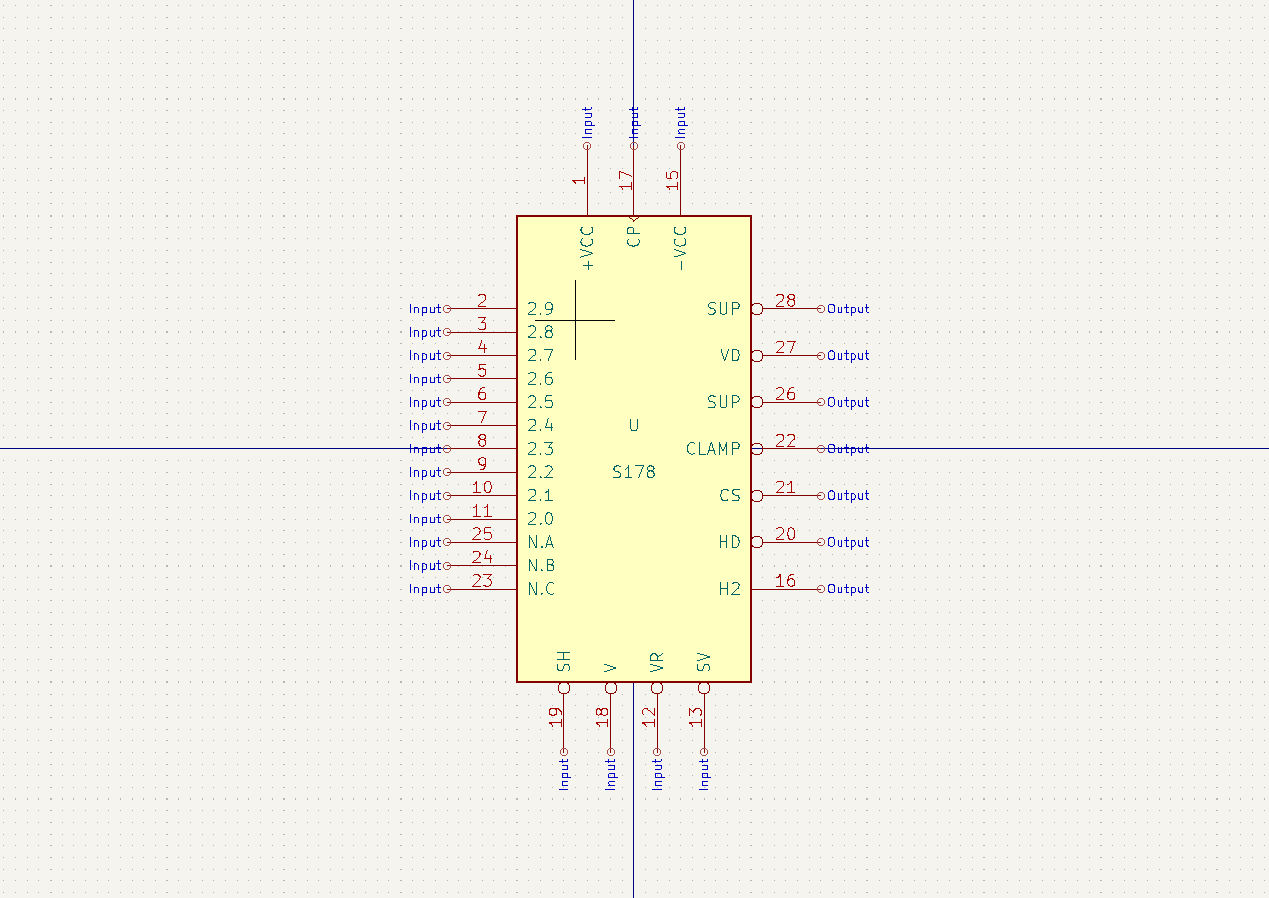 Input Input Input
1 17 15
+VCC CP -VCC
Input 2 2.9 SUP 28 Output
Input 3 2.8
Input 4 2.7 VD 27 Output
Input 5 2.6
Input 6 2.5 SUP 26 Output
Input 7 2.4 U
Input 8 2.3 CLAMP 22 Output
Input 9 2.2 S178
Input 10 2.1 CS 21 Output
Input 11 2.0
Input 25 N.A HD 20 Output
Input 24 N.B
Input 23 N.C H2 16 Output
SH V VR SV
19 18 12 13
Input Input Input Input